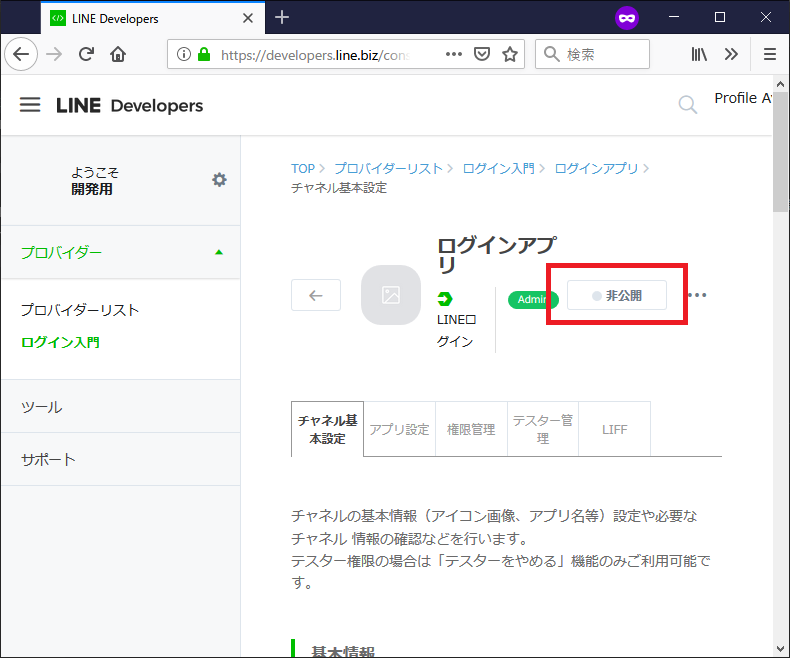 LINE Developers
https://developers.line.biz/con
検索
LINE Developers
Profile A
ようこそ
開発用
プロバイダー
プロバイダーリスト
ログイン入門
ツール
サポート
TOP プロバイダーリスト ログイン入門 ログインアプリ
チャネル基本設定
ログインアプ
リ
LINEロ
グイン
Admin
非公開
チャネル基
本設定
アプリ設定
権限管理
テスター管
理
LIFF
チャネルの基本情報（アイコン画像、アプリ名等）設定や必要な
チャネル 情報の確認などを行います。
テスター権限の場合は「テスターをやめる」機能のみご利用可能で
す。
基本情報